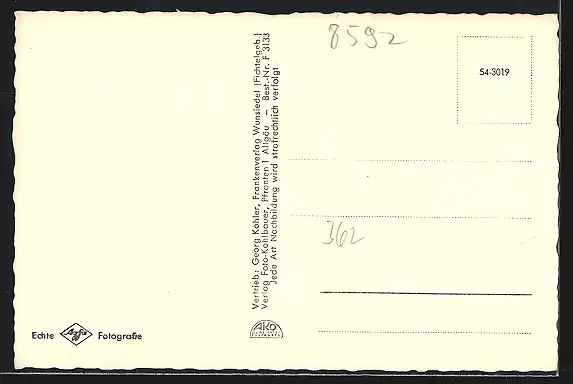 8592
54-3019
Vertrieb: Georg Kohler, Frankenverlag Wunsiedel (Fichtelgeb.)
Verlag Foto-Kohlbauer, Pfronten | Allgäu — Best.-Nr. F 3133
Jede Art Nachbildung wird strafrechtlich verfolgt
362
Echte Agfa Fotografie
AKO